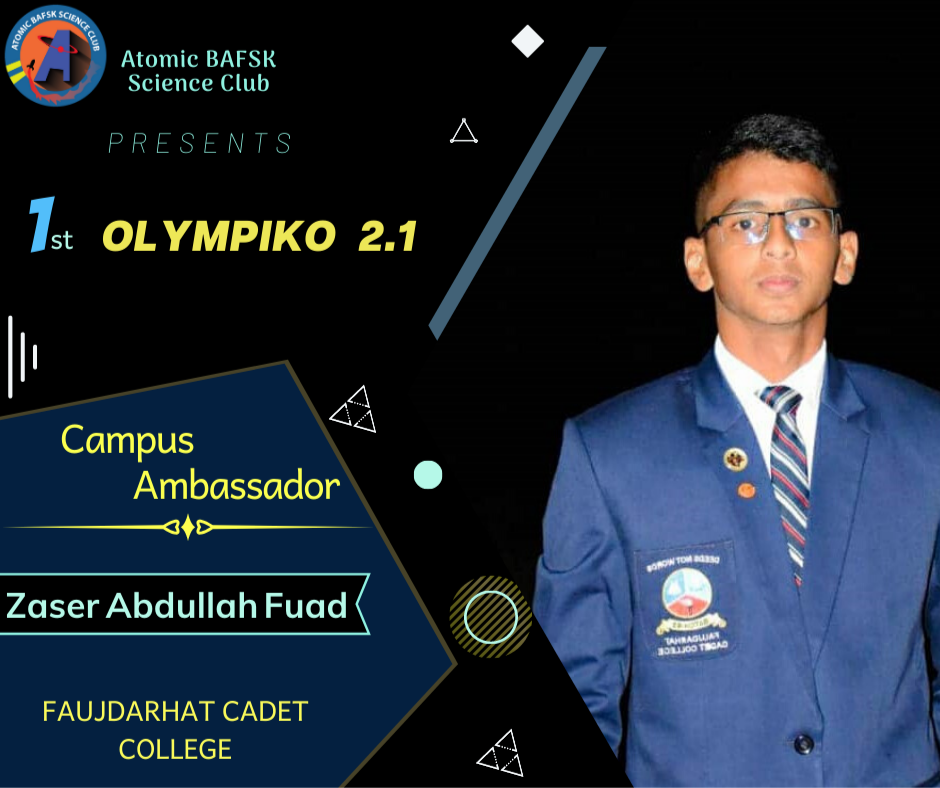 ATOMIC BAFSK SCIENCE CLUB
A
Atomic BAFSK
Science Club
PRESENTS
1st OLYMPIKO 2.1
Campus
Ambassador
Zaser Abdullah Fuad
FAUJDARHAT CADET
COLLEGE
DEEDS NOT WORDS
FAUJDARHAT
CADET COLLEGE